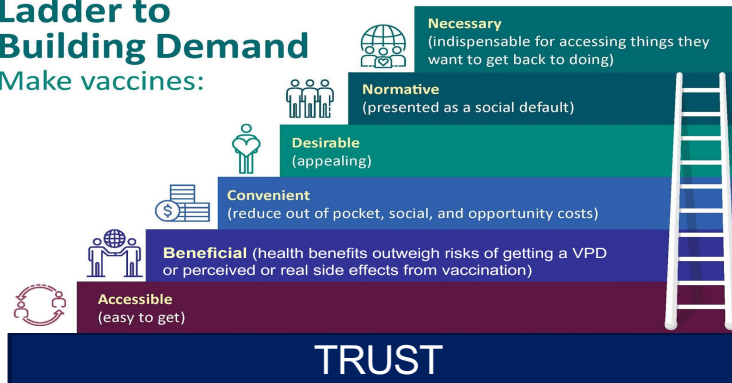 Ladder to
Building Demand
Make vaccines:
Necessary
(indispensable for accessing things they
want to get back to doing)
Normative
(presented as a social default)
Desirable
(appealing)
Convenient
(reduce out of pocket, social, and opportunity costs)
Beneficial (health benefits outweigh risks of getting a VPD
or perceived or real side effects from vaccination)
Accessible
(easy to get)
TRUST